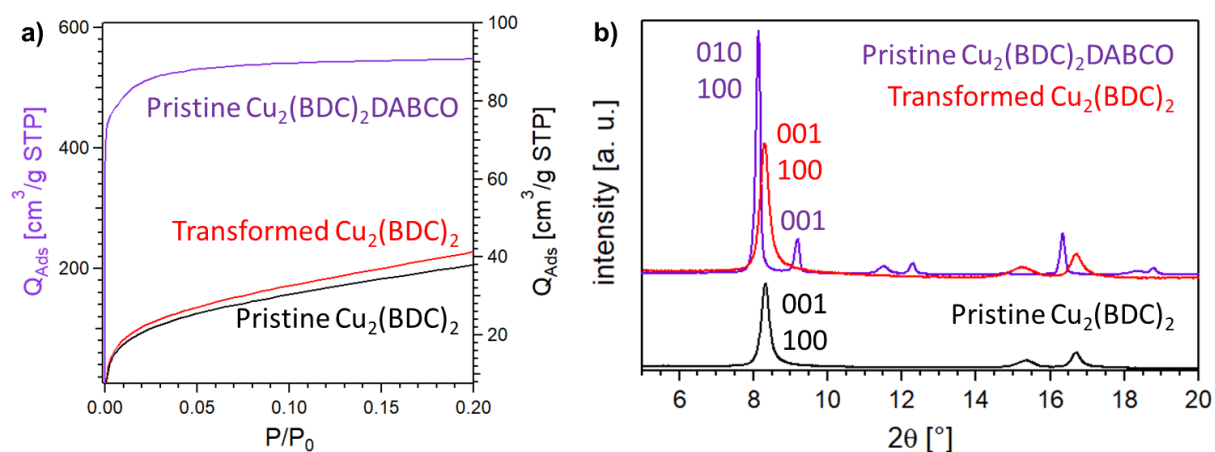 a)
600
400
200
Q_Ads [cm³/g STP]
Pristine Cu₂(BDC)₂DABCO
Transformed Cu₂(BDC)₂
Pristine Cu₂(BDC)₂
100
80
60
40
20
Q_Ads [cm³/g STP]
0.00 0.05 0.10 0.15 0.20
P/P₀
b)
intensity [a. u.]
010
100
Pristine Cu₂(BDC)₂DABCO
Transformed Cu₂(BDC)₂
001
100
001
001
100
Pristine Cu₂(BDC)₂
6 8 10 12 14 16 18 20
2θ [°]